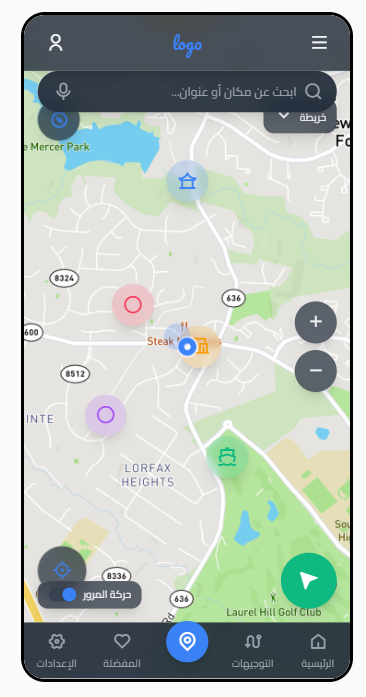 logo
ابحث عن مكان أو عنوان...
خريطة
ew
Fo
e Mercer Park
8324
636
600
Steak
s
8512
INTE
LORFAX
HEIGHTS
Sou
Hi
8336
حركة المرور
636
Rd
Laurel Hill Golf Club
الرئيسية
التوجيهات
المفضلة
الإعدادات